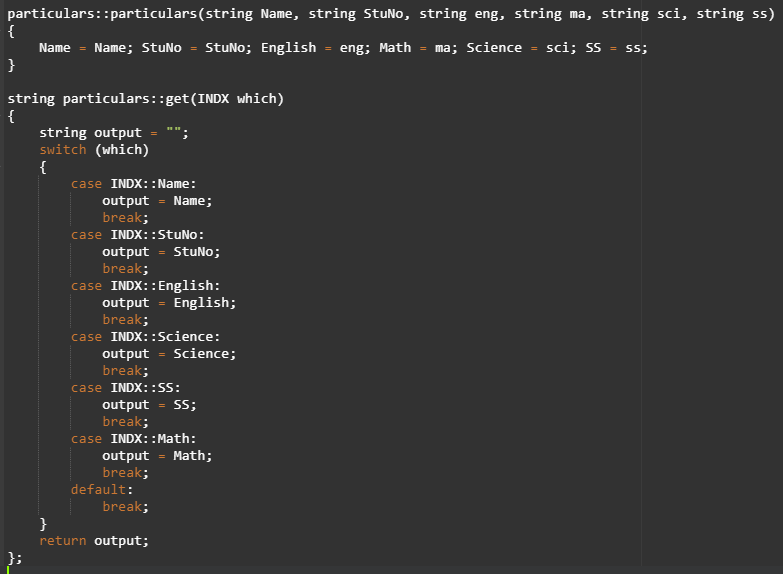 particulars::particulars(string Name, string StuNo, string eng, string ma, string sci, string ss)
{
    Name = Name; StuNo = StuNo; English = eng; Math = ma; Science = sci; SS = ss;
}

string particulars::get(INDX which)
{
    string output = "";
    switch (which)
    {
        case INDX::Name:
            output = Name;
            break;
        case INDX::StuNo:
            output = StuNo;
            break;
        case INDX::English:
            output = English;
            break;
        case INDX::Science:
            output = Science;
            break;
        case INDX::SS:
            output = SS;
            break;
        case INDX::Math:
            output = Math;
            break;
        default:
            break;
    }
    return output;
};